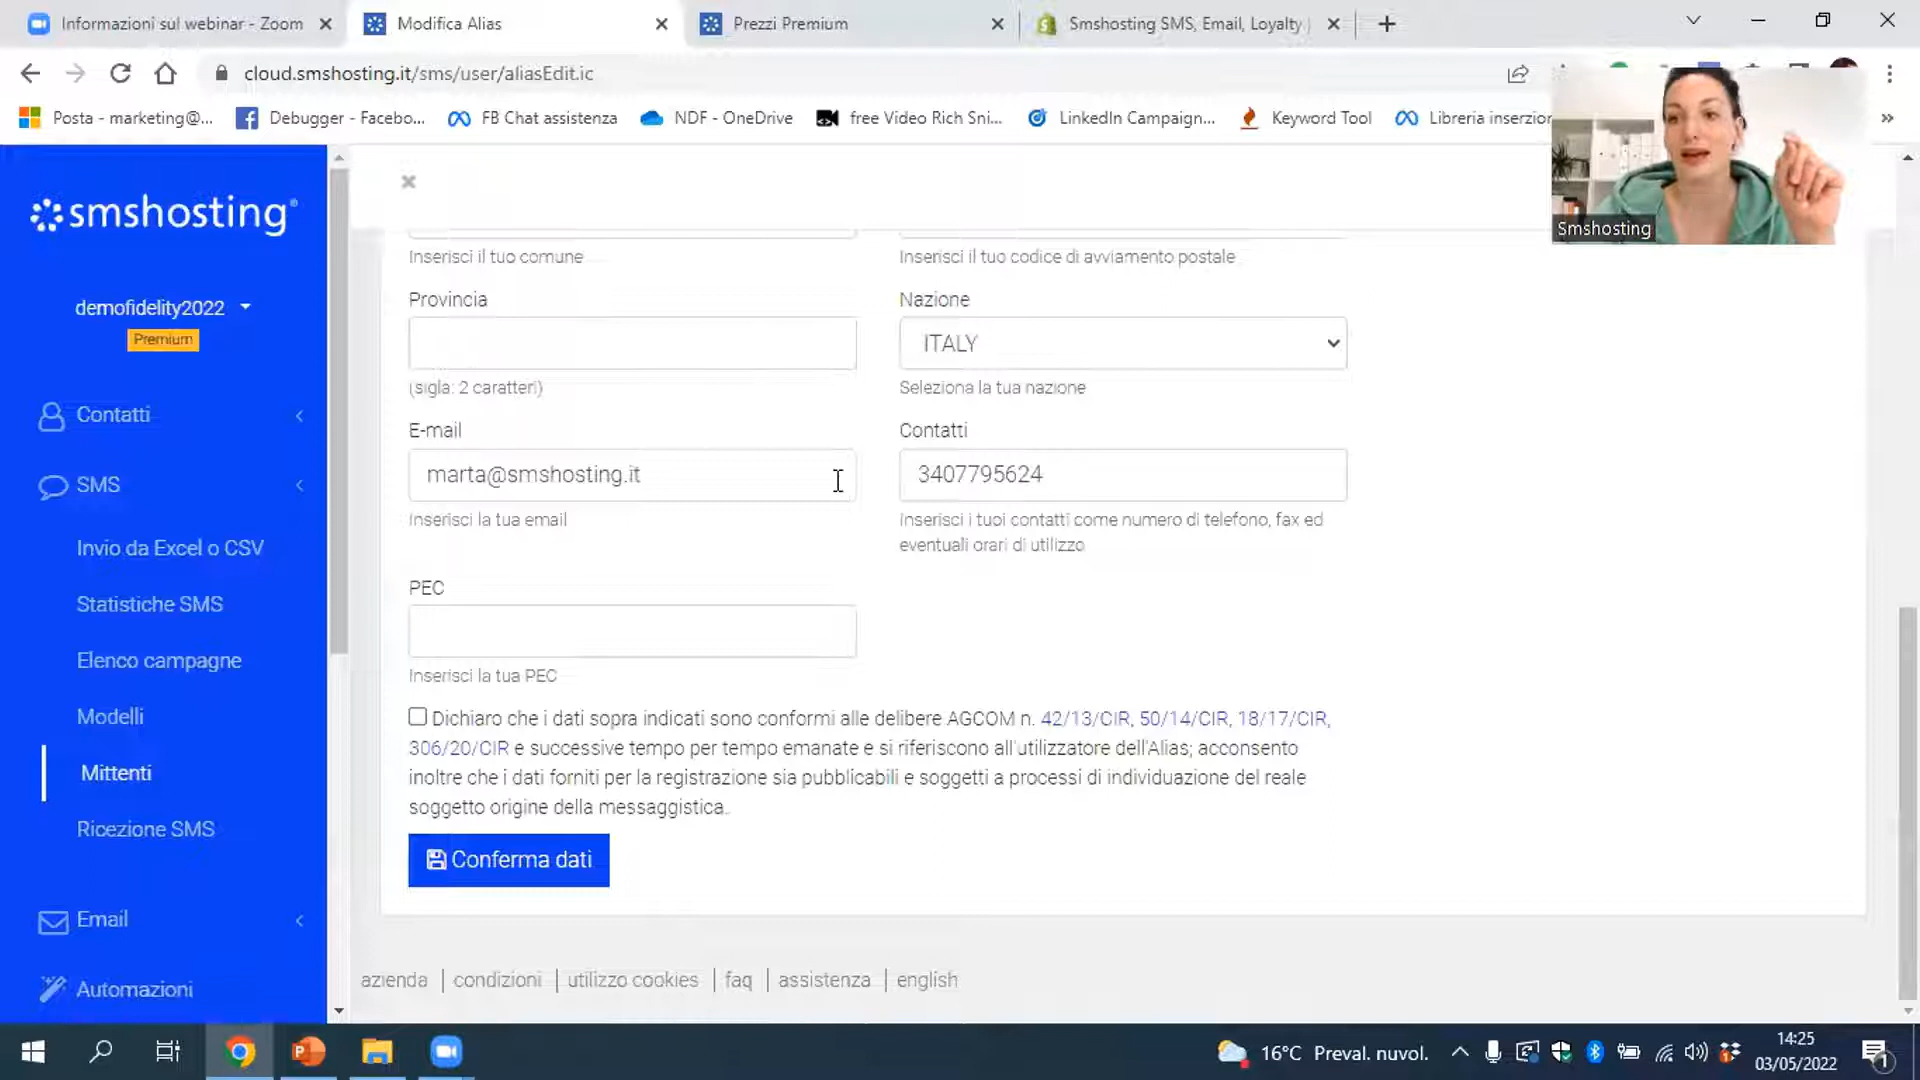 Informazioni sul webinar - Zoom
Modifica Alias
Prezzi Premium
Smshosting SMS, Email, Loyalty
cloud.smshosting.it/sms/user/aliasEdit.ic
Posta - marketing@...
Debugger - Facebo...
FB Chat assistenza
NDF - OneDrive
free Video Rich Sni...
LinkedIn Campaign...
Keyword Tool
Libreria inserzion
Smshosting
smshosting®
demofidelity2022
Premium
Contatti
SMS
Invio da Excel o CSV
Statistiche SMS
Elenco campagne
Modelli
Mittenti
Ricezione SMS
Email
Automazioni
Inserisci il tuo comune
Inserisci il tuo codice di avviamento postale
Provincia
Nazione
ITALY
(sigla: 2 caratteri)
Seleziona la tua nazione
E-mail
Contatti
marta@smshosting.it
3407795624
Inserisci la tua email
Inserisci i tuoi contatti come numero di telefono, fax ed
eventuali orari di utilizzo
PEC
Inserisci la tua PEC
Dichiaro che i dati sopra indicati sono conformi alle delibere AGCOM n. 42/13/CIR, 50/14/CIR, 18/17/CIR,
306/20/CIR e successive tempo per tempo emanate e si riferiscono all'utilizzatore dell'Alias; acconsento
inoltre che i dati forniti per la registrazione sia pubblicabili e soggetti a processi di individuazione del reale
soggetto origine della messaggistica.
Conferma dati
azienda | condizioni | utilizzo cookies | faq | assistenza | english
16°C Preval. nuvol.
14:25
03/05/2022
1